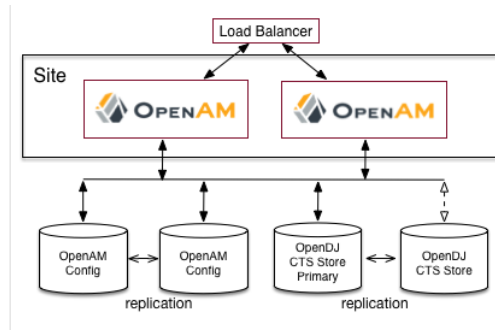 Load Balancer
Site
OPENAM
OPENAM
OpenAM
Config
OpenAM
Config
OpenDJ
CTS Store
Primary
OpenDJ
CTS Store
replication
replication